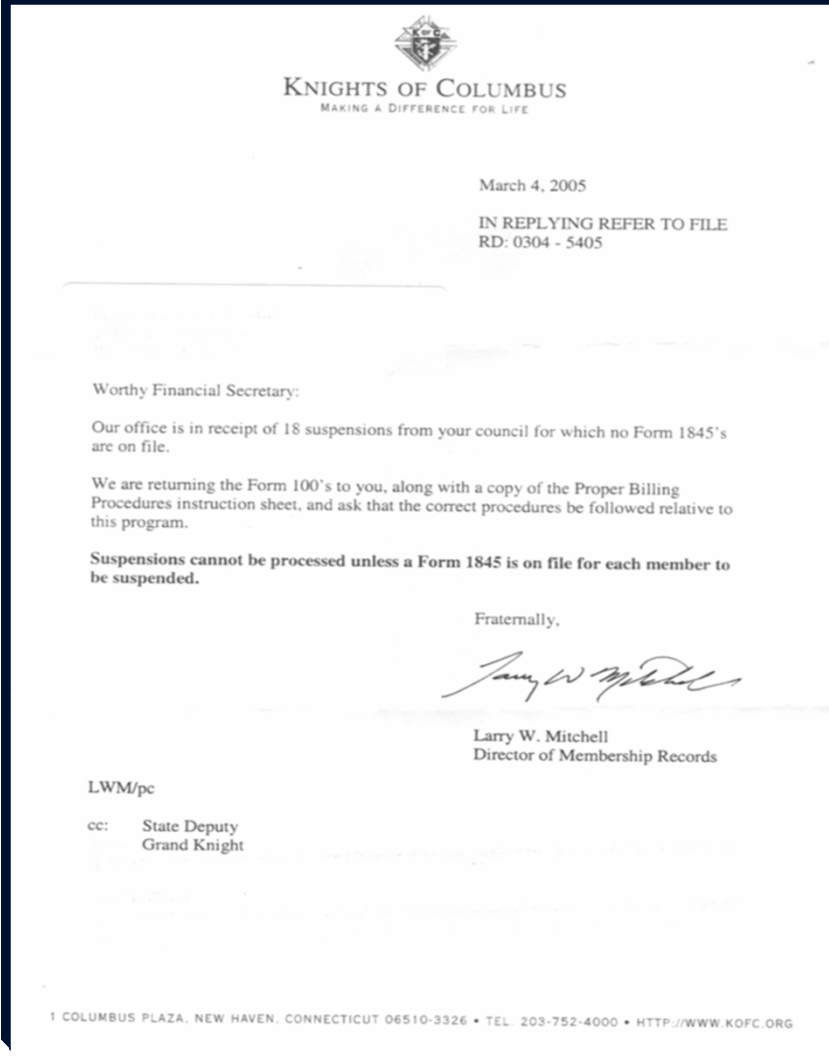 K OF C
KNIGHTS OF COLUMBUS
MAKING A DIFFERENCE FOR LIFE
March 4, 2005
IN REPLYING REFER TO FILE
RD: 0304 - 5405
Worthy Financial Secretary:
Our office is in receipt of 18 suspensions from your council for which no Form 1845's
are on file.
We are returning the Form 100's to you, along with a copy of the Proper Billing
Procedures instruction sheet, and ask that the correct procedures be followed relative to
this program.
Suspensions cannot be processed unless a Form 1845 is on file for each member to
be suspended.
Fraternally,
Larry W Mitchell
Larry W. Mitchell
Director of Membership Records
LWM/pc
cc: State Deputy
Grand Knight
1 COLUMBUS PLAZA, NEW HAVEN, CONNECTICUT 06510-3326 • TEL. 203-752-4000 • HTTP://WWW.KOFC.ORG